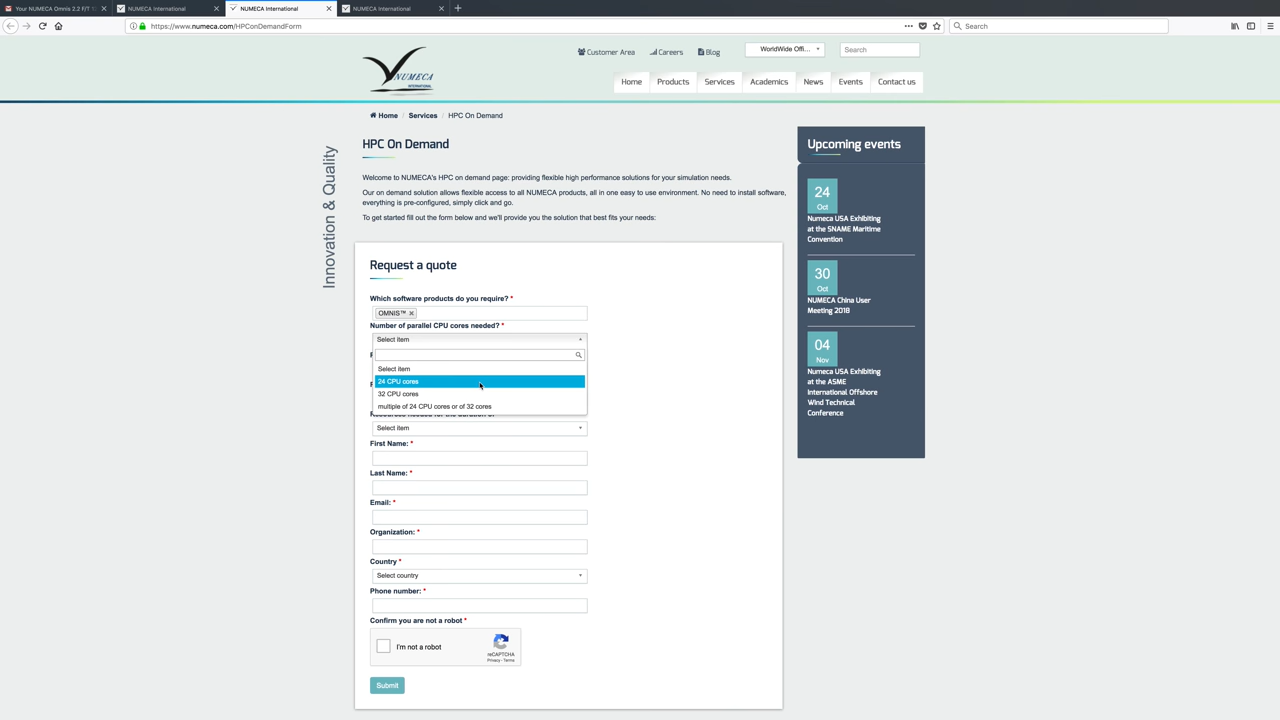 Your NUMECA Omnis 2.2 F/T
NUMECA International
NUMECA International
NUMECA International
https://www.numeca.com/HPConDemandForm
Search
NUMECA
INTERNATIONAL
Customer Area
Careers
Blog
WorldWide Offi...
Search
Home
Products
Services
Academics
News
Events
Contact us
Home / Services / HPC On Demand
Innovation & Quality
HPC On Demand
Welcome to NUMECA's HPC on demand page: providing flexible high performance solutions for your simulation needs.
Our on demand solution allows flexible access to all NUMECA products, all in one easy to use environment. No need to install software,
everything is pre-configured, simply click and go.
To get started fill out the form below and we'll provide you the solution that best fits your needs:
Request a quote
Which software products do you require? *
OMNIS™
Number of parallel CPU cores needed? *
Select item
Select item
24 CPU cores
32 CPU cores
multiple of 24 CPU cores or of 32 cores
Select item
First Name: *
Last Name: *
Email: *
Organization: *
Country *
Select country
Phone number: *
Confirm you are not a robot *
I'm not a robot
reCAPTCHA
Privacy - Terms
Submit
Upcoming events
24
Oct
Numeca USA Exhibiting
at the SNAME Maritime
Convention
30
Oct
NUMECA China User
Meeting 2018
04
Nov
Numeca USA Exhibiting
at the ASME
International Offshore
Wind Technical
Conference